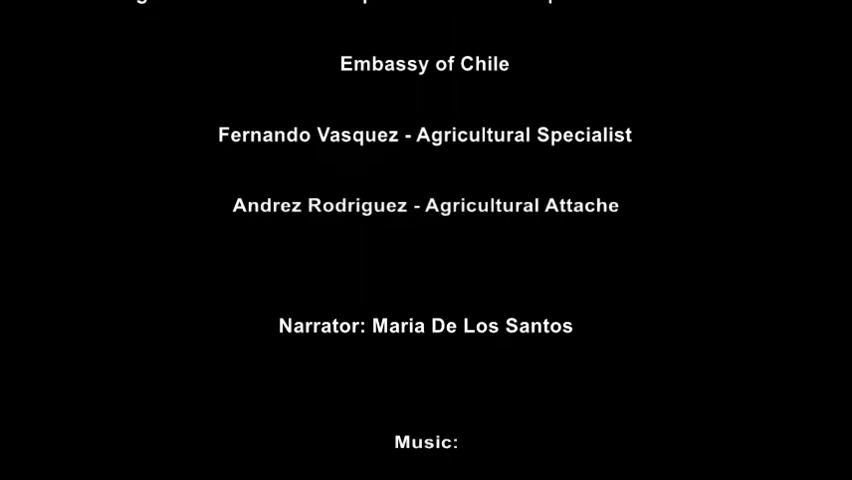 Embassy of Chile
Fernando Vasquez - Agricultural Specialist
Andrez Rodriguez - Agricultural Attache
Narrator: Maria De Los Santos
Music: